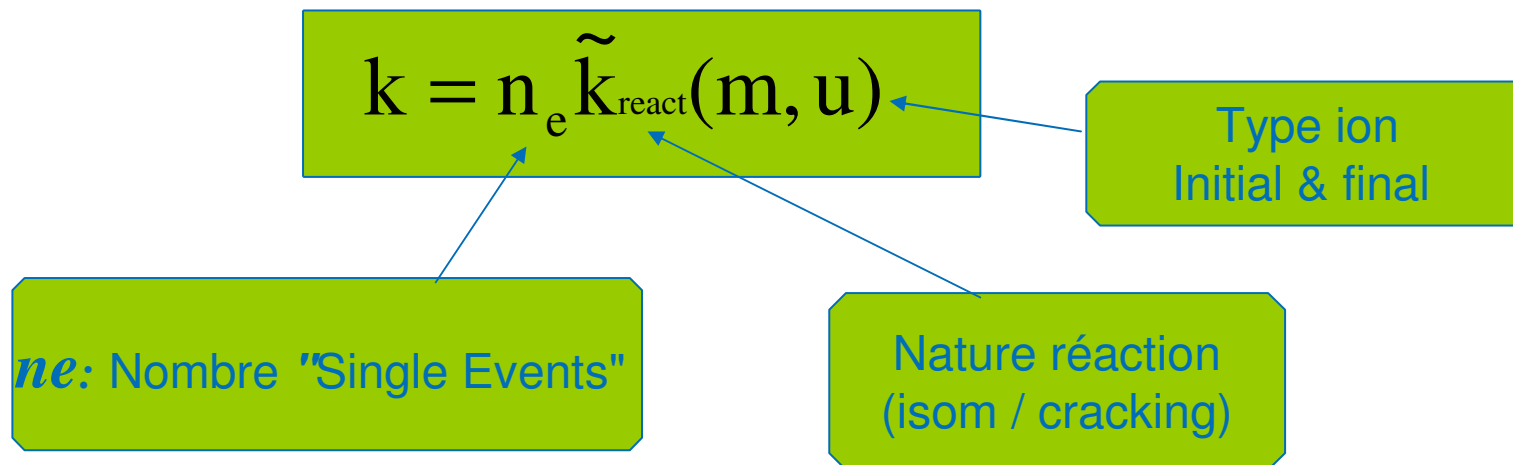 k = n_e k̃_react(m, u)
Type ion
Initial & final
ne: Nombre "Single Events"
Nature réaction
(isom / cracking)